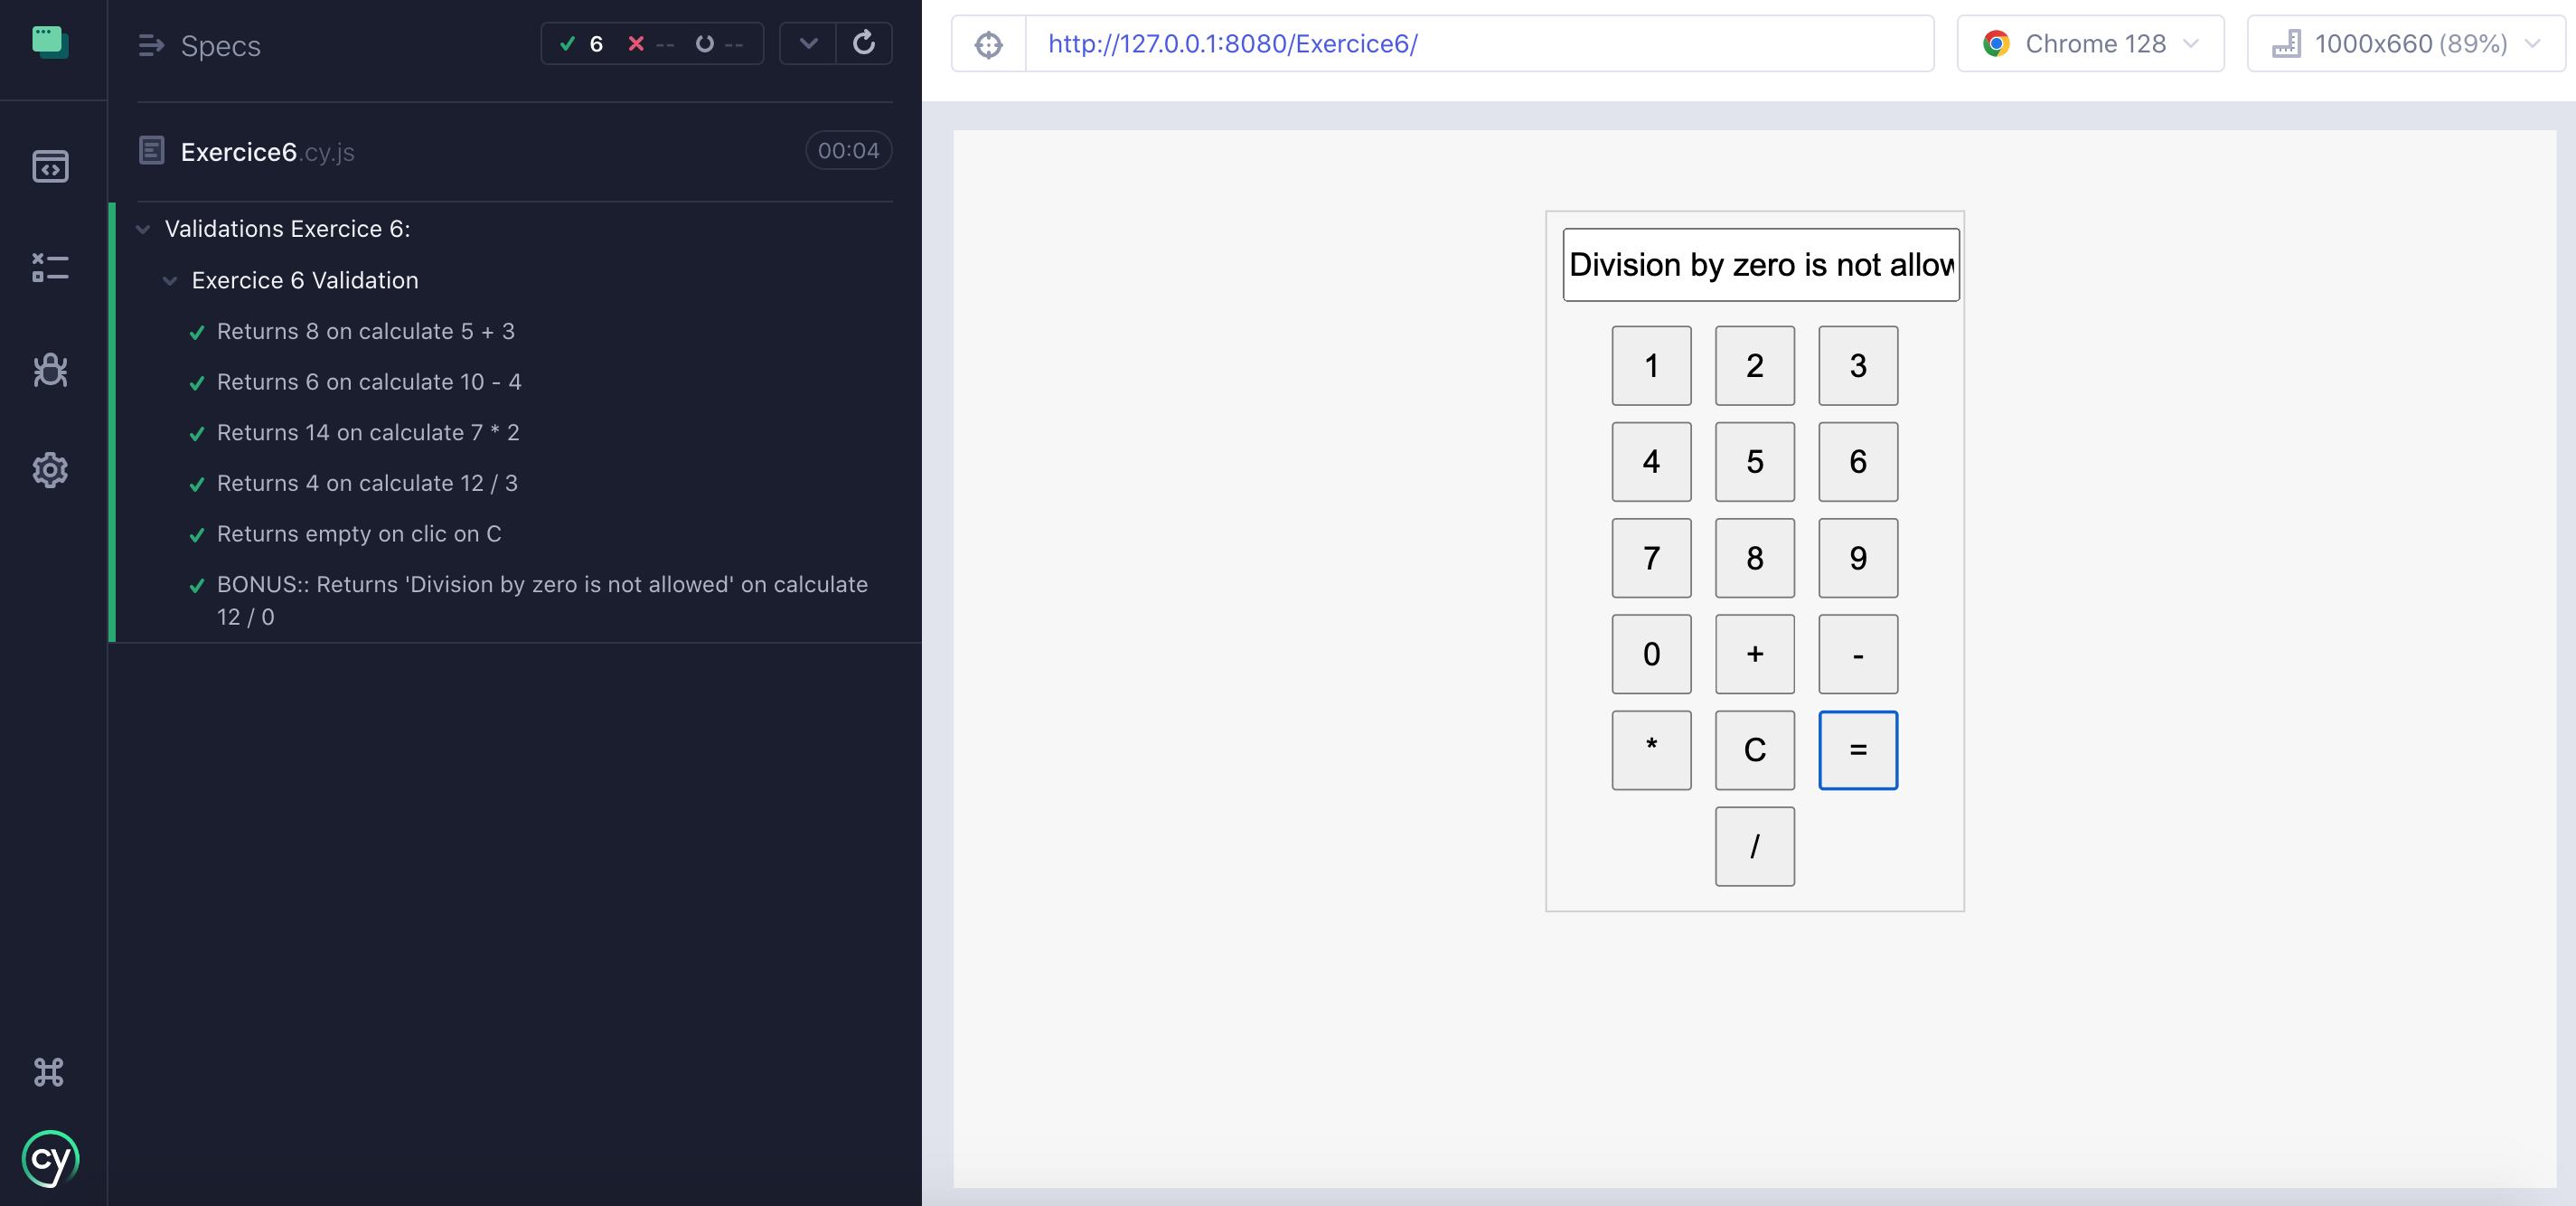 Specs
6 -- --
Exercice6.cy.js
00:04
Validations Exercice 6:
Exercice 6 Validation
Returns 8 on calculate 5 + 3
Returns 6 on calculate 10 - 4
Returns 14 on calculate 7 * 2
Returns 4 on calculate 12 / 3
Returns empty on clic on C
BONUS:: Returns 'Division by zero is not allowed' on calculate
12 / 0
cy
http://127.0.0.1:8080/Exercice6/
Chrome 128
1000x660 (89%)
Division by zero is not allow
1 2 3
4 5 6
7 8 9
0 + -
* C =
/